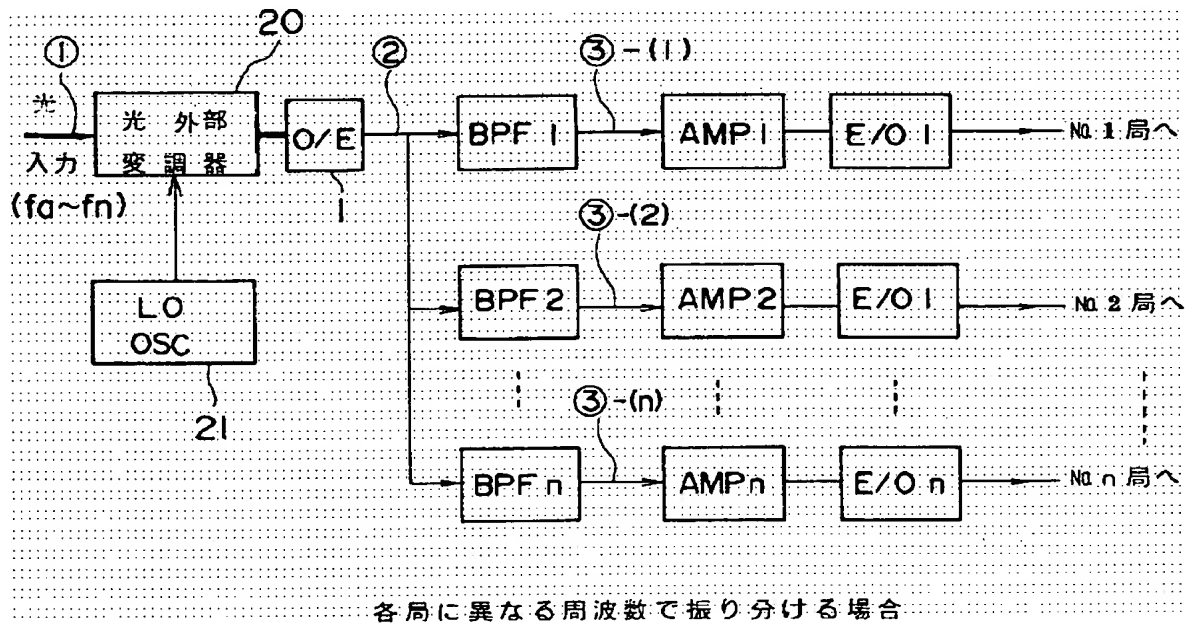 20
① ② ③-(1)
光 光 外部 O/E BPF 1 AMP 1 E/O 1 No. 1 局へ
入力 変調器
(fa~fn) 1
③-(2)
LO BPF 2 AMP 2 E/O 1 No. 2 局へ
OSC
21
③-(n)
BPF n AMP n E/O n No. n 局へ
各局に異なる周波数で振り分ける場合